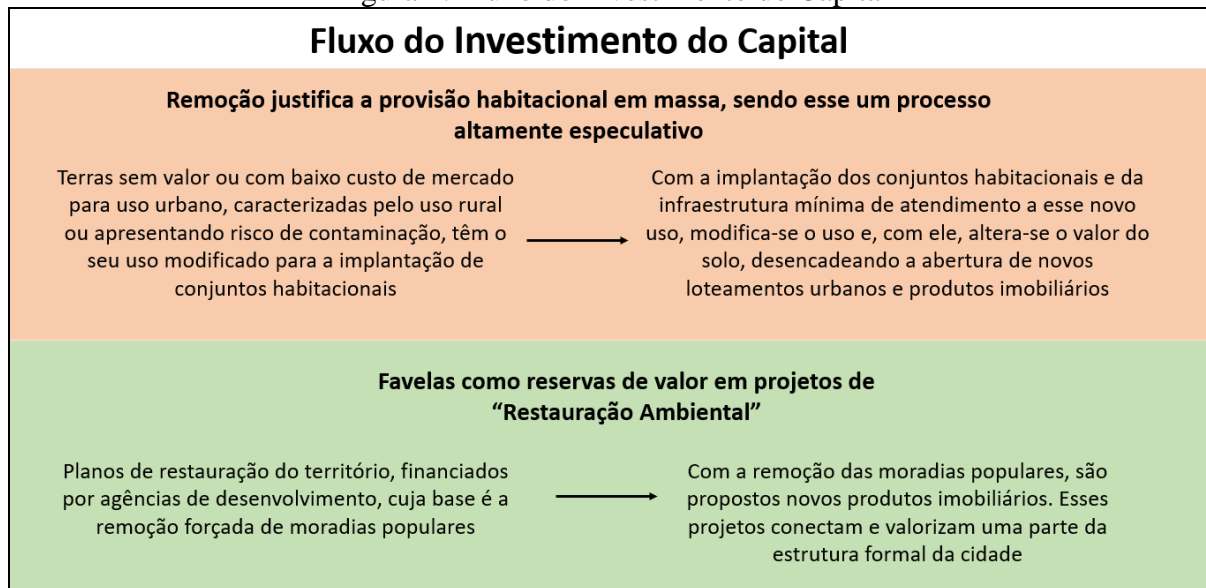 Fluxo do Investimento do Capital
Remoção justifica a provisão habitacional em massa, sendo esse um processo
altamente especulativo
Terras sem valor ou com baixo custo de mercado
para uso urbano, caracterizadas pelo uso rural
ou apresentando risco de contaminação, têm o
seu uso modificado para a implantação de
conjuntos habitacionais
Com a implantação dos conjuntos habitacionais e da
infraestrutura mínima de atendimento a esse novo
uso, modifica-se o uso e, com ele, altera-se o valor do
solo, desencadeando a abertura de novos
loteamentos urbanos e produtos imobiliários
Favelas como reservas de valor em projetos de
“Restauração Ambiental”
Planos de restauração do território, financiados
por agências de desenvolvimento, cuja base é a
remoção forçada de moradias populares
Com a remoção das moradias populares, são
propostos novos produtos imobiliários. Esses
projetos conectam e valorizam uma parte da
estrutura formal da cidade